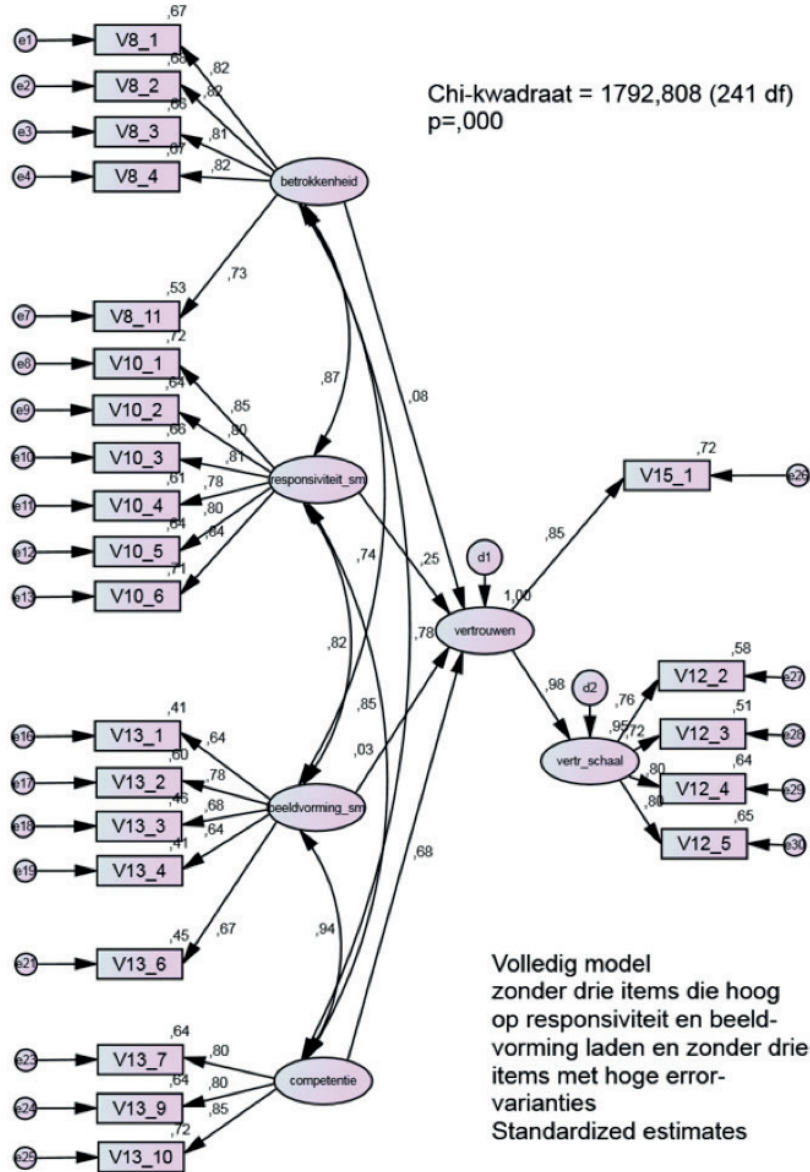 ,67
e1
V8_1
,82
,68
e2
V8_2
,82
,66
e3
V8_3
,81
,67
e4
V8_4
,82
betrokkenheid
Chi-kwadraat = 1792,808 (241 df)
p=,000
,73
,53
e7
V8_11
,72
e8
V10_1
,85
,64
e9
V10_2
,80
,66
e10
V10_3
,81
,61
e11
V10_4
,78
,64
e12
V10_5
,80
,71
e13
V10_6
,84
responsiviteit_sm
,87
,08
,74
,25
,82
,78
,85
,03
,94
,68
d1
1,00
vertrouwen
,85
,72
V15_1
e26
,98
d2
,95
vertr_schaal
,76
,58
V12_2
e27
,72
,51
V12_3
e28
,80
,64
V12_4
e29
,80
,65
V12_5
e30
,41
e16
V13_1
,64
,60
e17
V13_2
,78
,46
e18
V13_3
,68
,41
e19
V13_4
,64
beeldvorming_sm
,45
e21
V13_6
,67
,64
e23
V13_7
,80
,64
e24
V13_9
,80
,72
e25
V13_10
,85
competentie
Volledig model
zonder drie items die hoog
op responsiviteit en beeld-
vorming laden en zonder drie
items met hoge error-
varianties
Standardized estimates